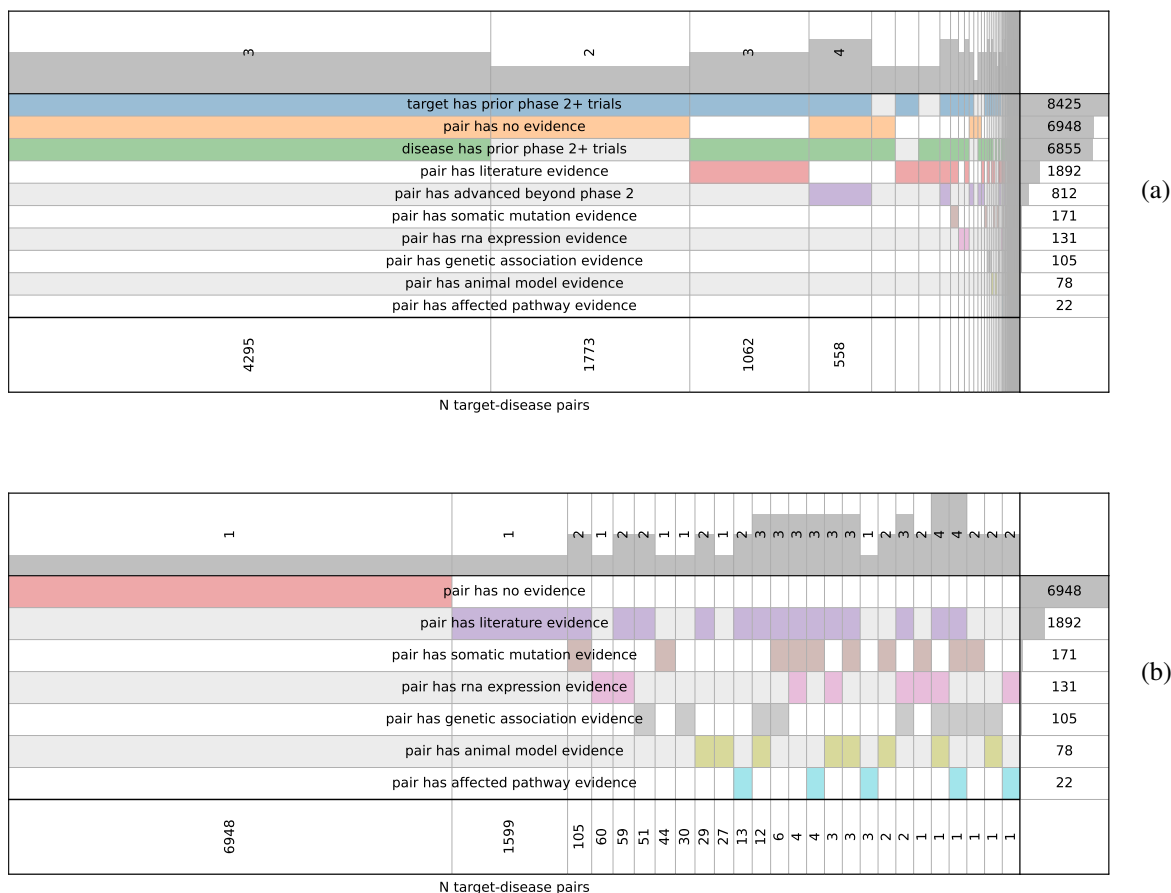 3 2 3 4
target has prior phase 2+ trials 8425
pair has no evidence 6948
disease has prior phase 2+ trials 6855
pair has literature evidence 1892
pair has advanced beyond phase 2 812
pair has somatic mutation evidence 171
pair has rna expression evidence 131
pair has genetic association evidence 105
pair has animal model evidence 78
pair has affected pathway evidence 22
4295 1773 1062 558
N target-disease pairs
(a)
1 1 2 1 2 2 1 1 2 1 2 3 3 3 3 3 1 2 3 2 4 4 2 2 2
pair has no evidence 6948
pair has literature evidence 1892
pair has somatic mutation evidence 171
pair has rna expression evidence 131
pair has genetic association evidence 105
pair has animal model evidence 78
pair has affected pathway evidence 22
6948 1599 105 60 59 51 44 30 29 27 13 12 6 4 4 3 3 3 2 2 1 1 1 1 1 1
N target-disease pairs
(b)